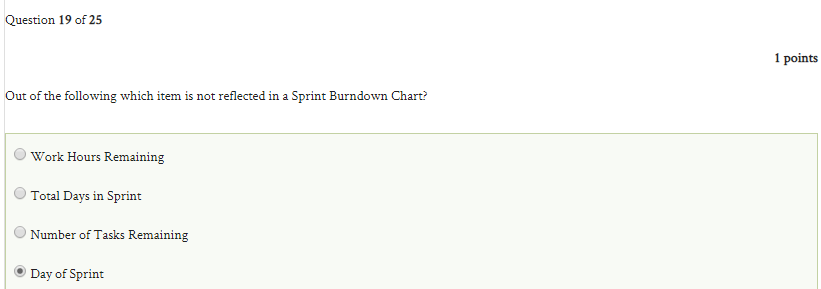 Question 19 of 25
1 points
Out of the following which item is not reflected in a Sprint Burndown Chart?
Work Hours Remaining
Total Days in Sprint
Number of Tasks Remaining
Day of Sprint